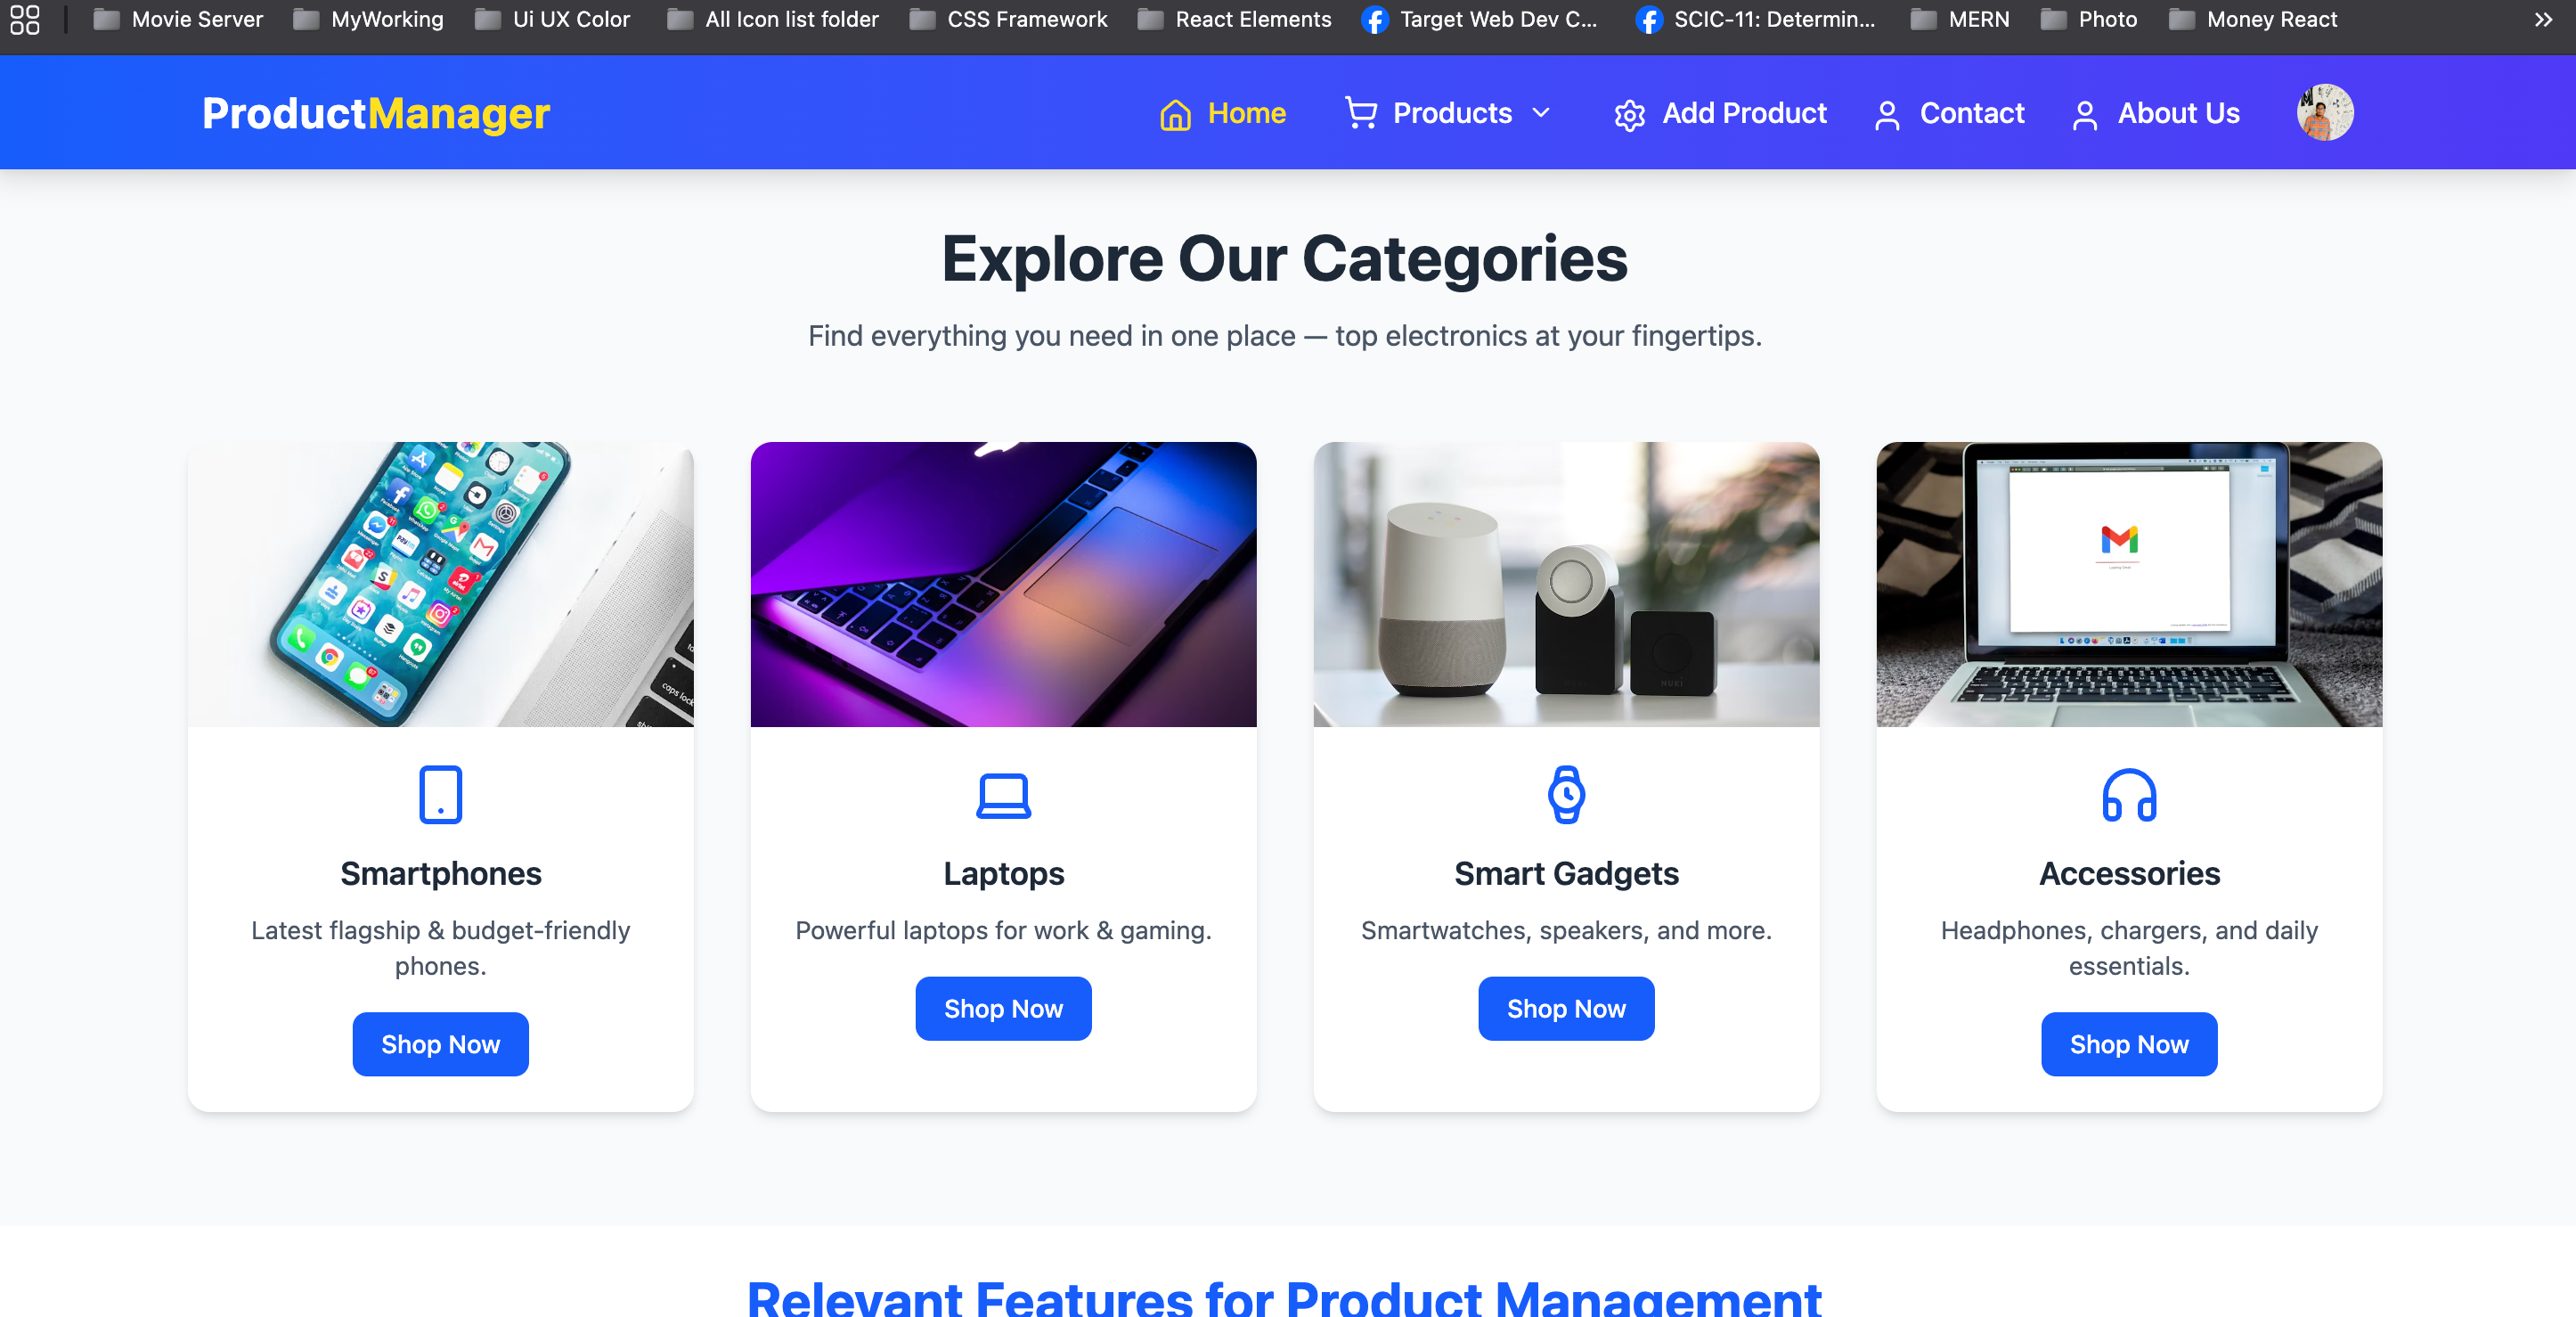 Movie Server MyWorking Ui UX Color All Icon list folder CSS Framework React Elements Target Web Dev C... SCIC-11: Determin... MERN Photo Money React
ProductManager Home Products Add Product Contact About Us
Explore Our Categories
Find everything you need in one place — top electronics at your fingertips.
caps lock
NUKI
Smartphones
Latest flagship & budget-friendly
phones.
Shop Now
Laptops
Powerful laptops for work & gaming.
Shop Now
Smart Gadgets
Smartwatches, speakers, and more.
Shop Now
Accessories
Headphones, chargers, and daily
essentials.
Shop Now
Relevant Features for Product Management